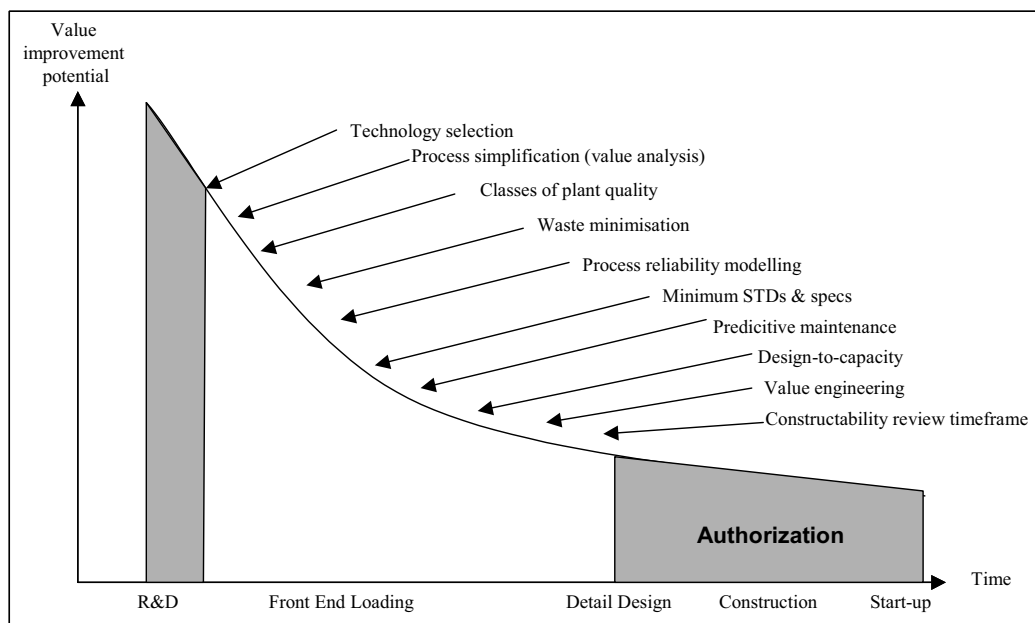 Value
improvement
potential
Technology selection
Process simplification (value analysis)
Classes of plant quality
Waste minimisation
Process reliability modelling
Minimum STDs & specs
Predicitive maintenance
Design-to-capacity
Value engineering
Constructability review timeframe
Authorization
Time
R&D Front End Loading Detail Design Construction Start-up